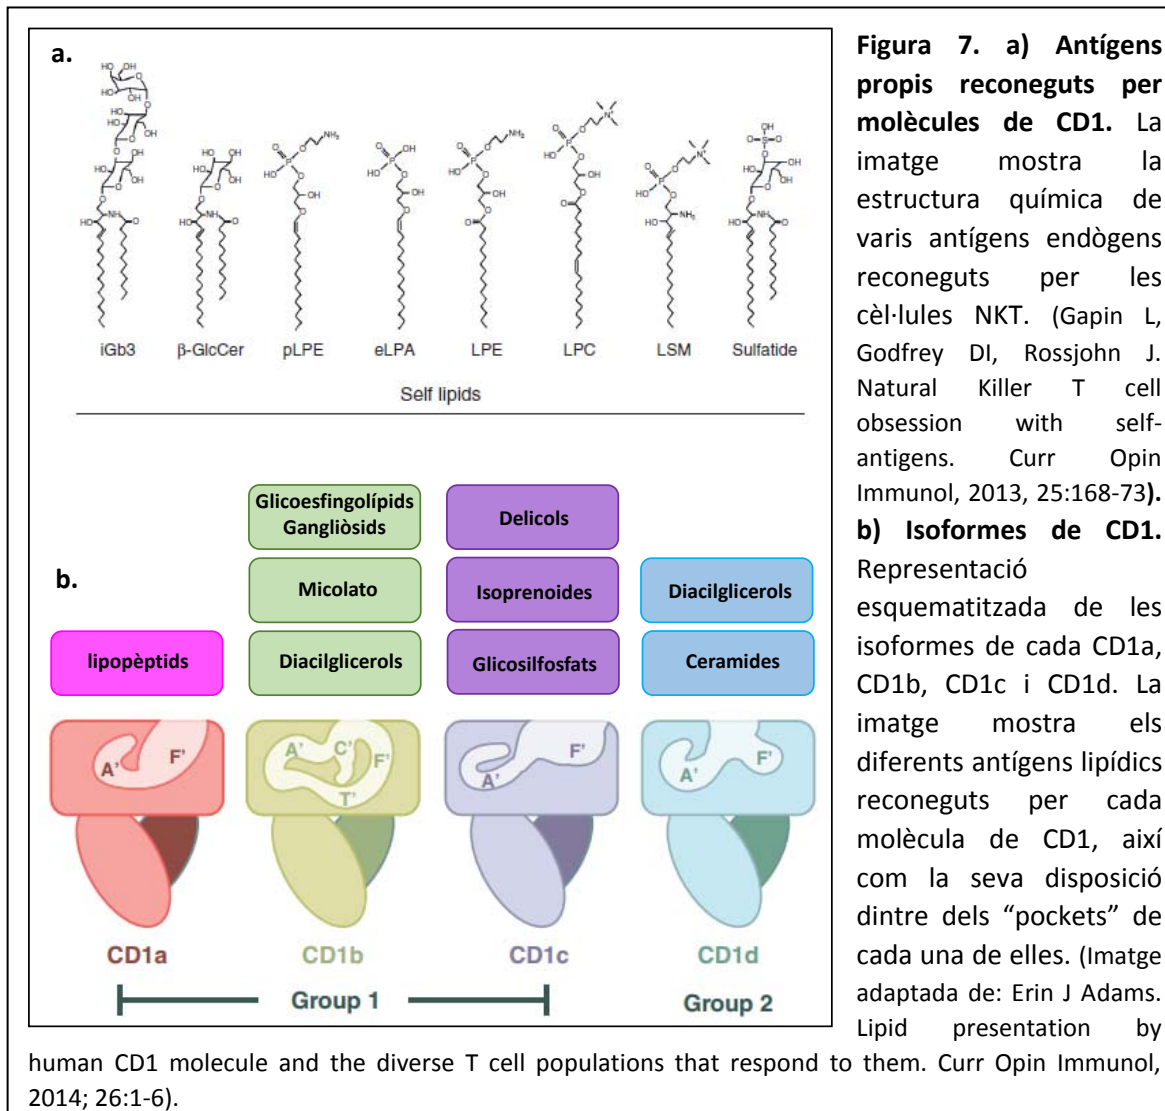 a.
iGb3
β-GlcCer
pLPE
eLPA
LPE
LPC
LSM
Sulfatide
Self lipids
b.
lipopèptids
Glicoesfingolípids
Gangliòsids
Micolato
Diacilglicerols
Delicols
Isoprenoides
Glicosilfosfats
Diacilglicerols
Ceramides
A'
F'
A'
C'
F'
T'
A'
F'
A'
F'
CD1a
CD1b
CD1c
CD1d
Group 1
Group 2
Figura 7. a) Antígens
propis reconeguts per
molècules de CD1. La
imatge mostra la
estructura química de
varis antígens endògens
reconeguts per les
cèl·lules NKT. (Gapin L,
Godfrey DI, Rossjohn J.
Natural Killer T cell
obsession with self-
antigens. Curr Opin
Immunol, 2013, 25:168-73).
b) Isoformes de CD1.
Representació
esquematitzada de les
isoformes de cada CD1a,
CD1b, CD1c i CD1d. La
imatge mostra els
diferents antígens lipídics
reconeguts per cada
molècula de CD1, així
com la seva disposició
dintre dels “pockets” de
cada una de elles. (Imatge
adaptada de: Erin J Adams.
Lipid presentation by
human CD1 molecule and the diverse T cell populations that respond to them. Curr Opin Immunol,
2014; 26:1-6).